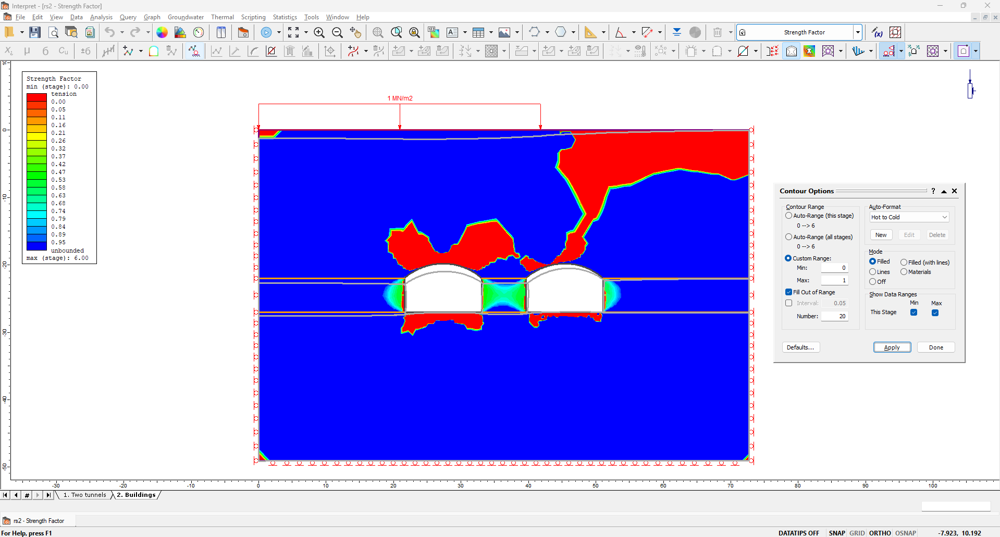 Interpret - [rs2 - Strength Factor]
File Edit View Data Analysis Query Graph Groundwater Thermal Scripting Statistics Tools Window Help
Strength Factor
Strength Factor
min (stage): 0.00
tension
0.00
0.05
0.11
0.16
0.21
0.26
0.32
0.37
0.42
0.47
0.53
0.58
0.63
0.68
0.74
0.79
0.84
0.89
0.95
unbounded
max (stage): 6.00
1 MN/m2
10
0
-10
-20
-30
-40
-50
Contour Options
Contour Range
Auto-Range (this stage)
0 --> 6
Auto-Range (all stages)
0 --> 6
Custom Range:
Min: 0
Max: 1
Fill Out of Range
Interval: 0.05
Number: 20
Auto-Format
Hot to Cold
New Edit Delete
Mode
Filled Filled (with lines)
Lines Materials
Off
Show Data Ranges
Min Max
This Stage
Defaults... Apply Done
-30 -20 -10 0 10 20 30 40 50 60 70 80 90 100
1. Two tunnels 2. Buildings
rs2 - Strength Factor
For Help, press F1
DATATIPS OFF SNAP GRID ORTHO OSNAP -7.923, 10.192